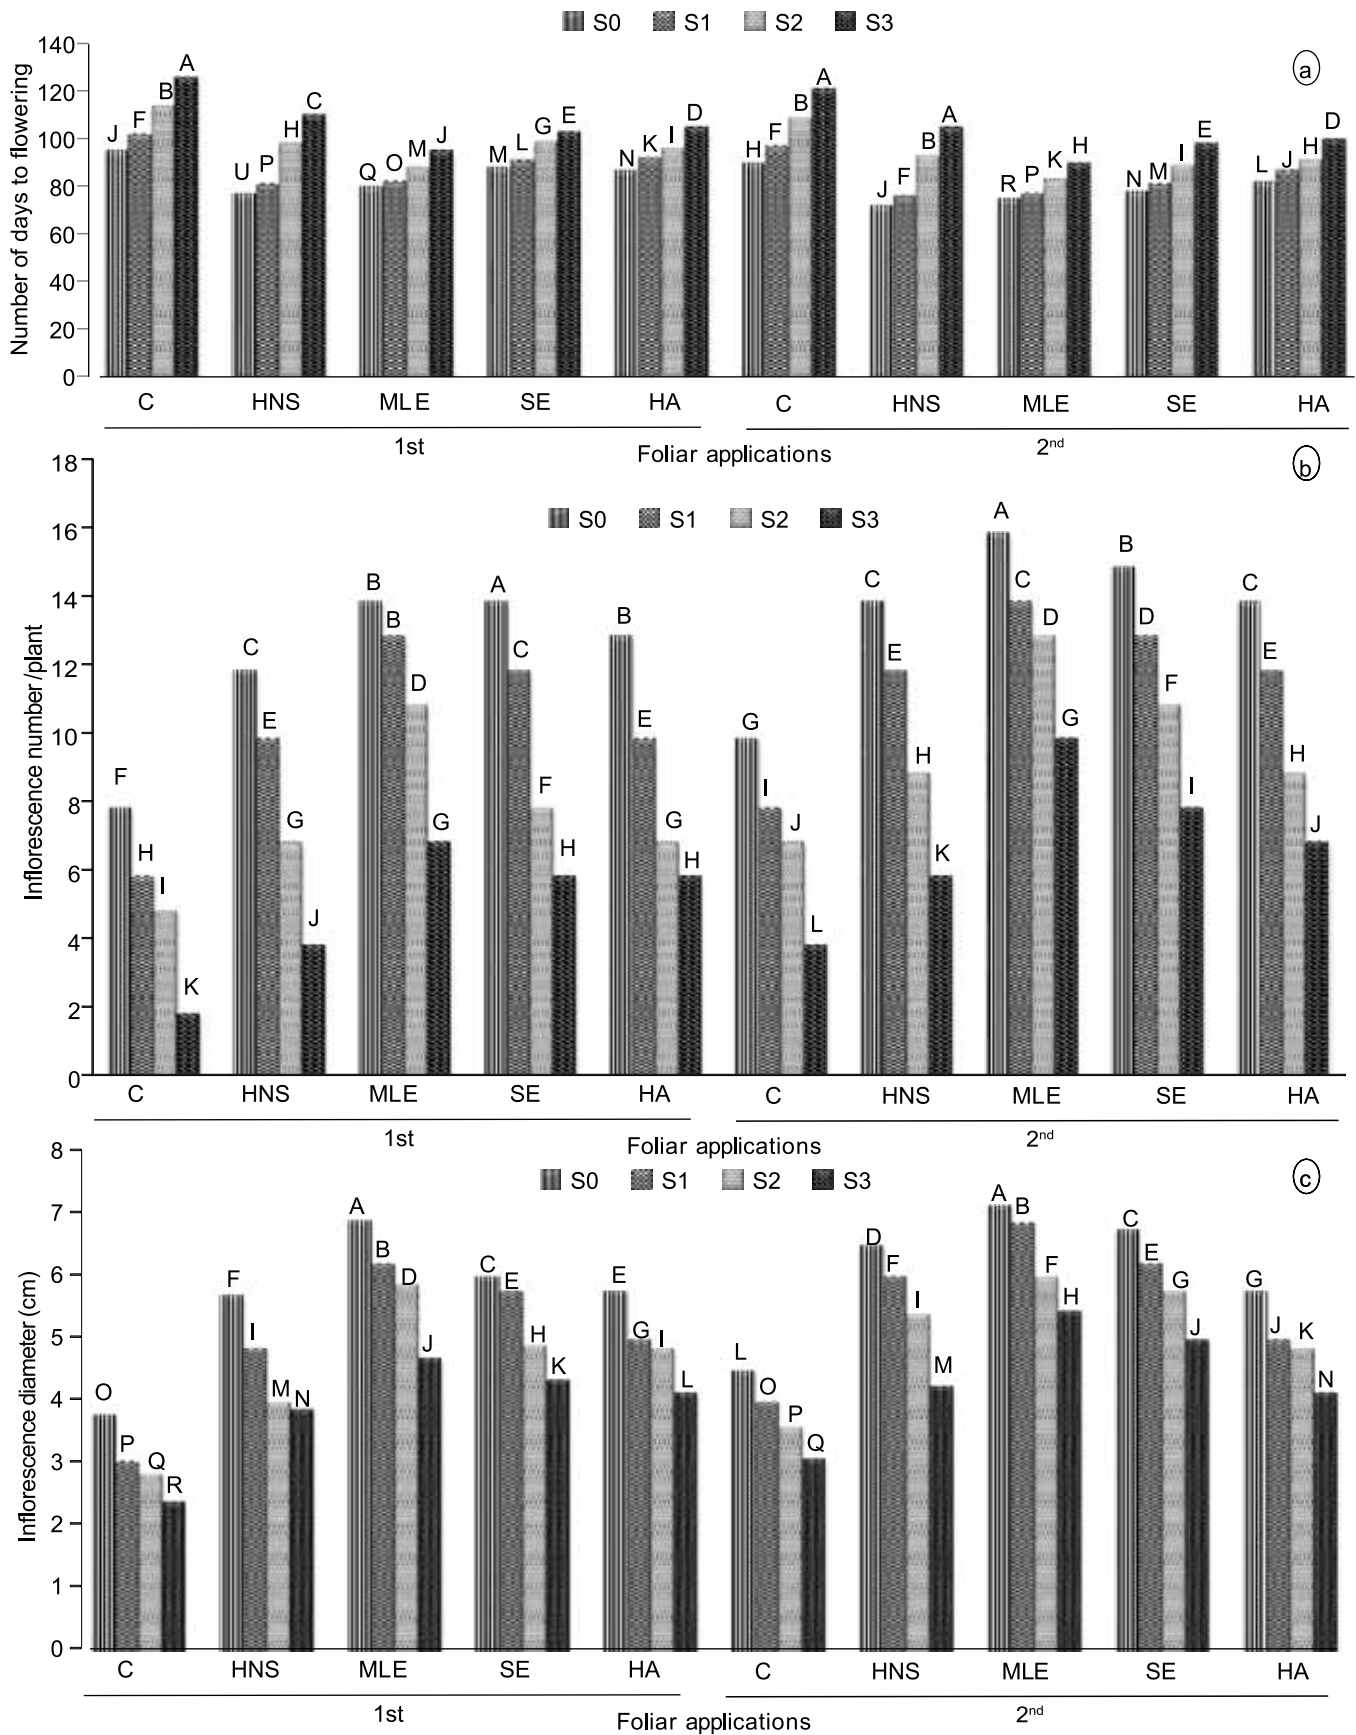 S0 S1 S2 S3
a
Number of days to flowering
140
120
100
80
60
40
20
0
J F B A U P H C Q O M J M L G E N K I D H F B A J F B A R P K H N M I E L J H D
C HNS MLE SE HA C HNS MLE SE HA
1st 2nd
Foliar applications
b
S0 S1 S2 S3
Inflorescence number/plant
18
16
14
12
10
8
6
4
2
0
F H I K C E G J B B D G A C F H B E G H G I J L C E H K A C D G B D F I C E H J
C HNS MLE SE HA C HNS MLE SE HA
1st 2nd
Foliar applications
c
S0 S1 S2 S3
Inflorescence diameter (cm)
8
7
6
5
4
3
2
1
0
O P Q R F I M N A B D J C E H K E G I L L O P Q D F I M A B F H C E G J G J K N
C HNS MLE SE HA C HNS MLE SE HA
1st 2nd
Foliar applications